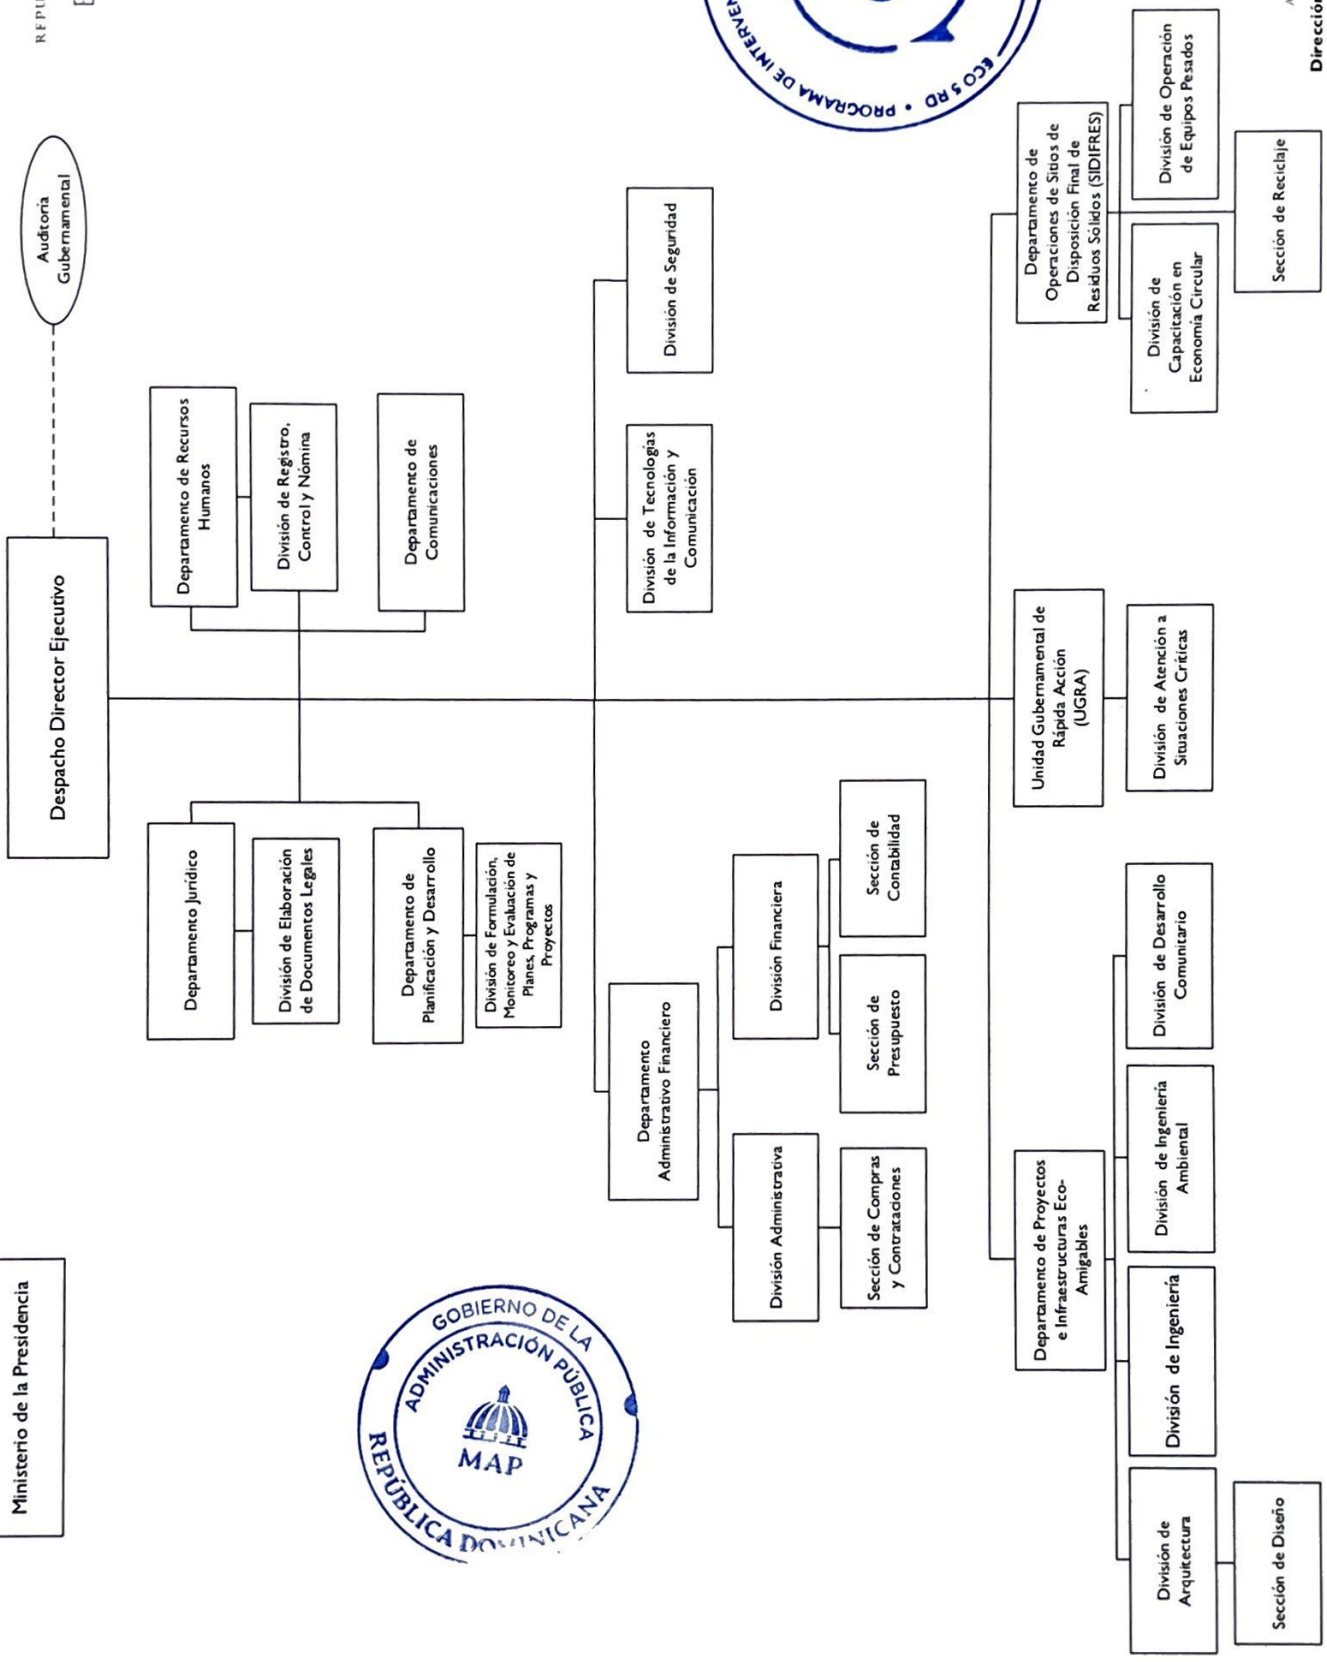 Ministerio de la Presidencia
Despacho Director Ejecutivo
Auditoria
Gubernamental
Departamento Jurídico
División de Elaboración
de Documentos Legales
Departamento de
Planificación y Desarrollo
División de Formulación,
Monitoreo y Evaluación de
Planes, Programas y
Proyectos
Departamento de Recursos
Humanos
División de Registro,
Control y Nómina
Departamento de
Comunicaciones
REPÚBLICA DOMINICANA
GOBIERNO DE LA
ADMINISTRACIÓN PÚBLICA
MAP
Departamento
Administrativo Financiero
División Administrativa
Sección de Compras
y Contrataciones
División Financiera
Sección de
Presupuesto
Sección de
Contabilidad
División de Tecnologías
de la Información y
Comunicación
División de Seguridad
ECO 5 RD • PROGRAMA DE
Departamento de Proyectos
e Infraestructuras Eco-
Amigables
División de
Arquitectura
Sección de Diseño
División de Ingeniería
División de Ingeniería
Ambiental
División de Desarrollo
Comunitario
Unidad Gubernamental de
Rápida Acción
(UGRA)
División de Atención a
Situaciones Críticas
Departamento de
Operaciones de Sitios de
Disposición Final de
Residuos Sólidos (SIDIFRES)
División de
Capacitación en
Economía Circular
División de Operación
de Equipos Pesados
Sección de Reciclaje
Dirección